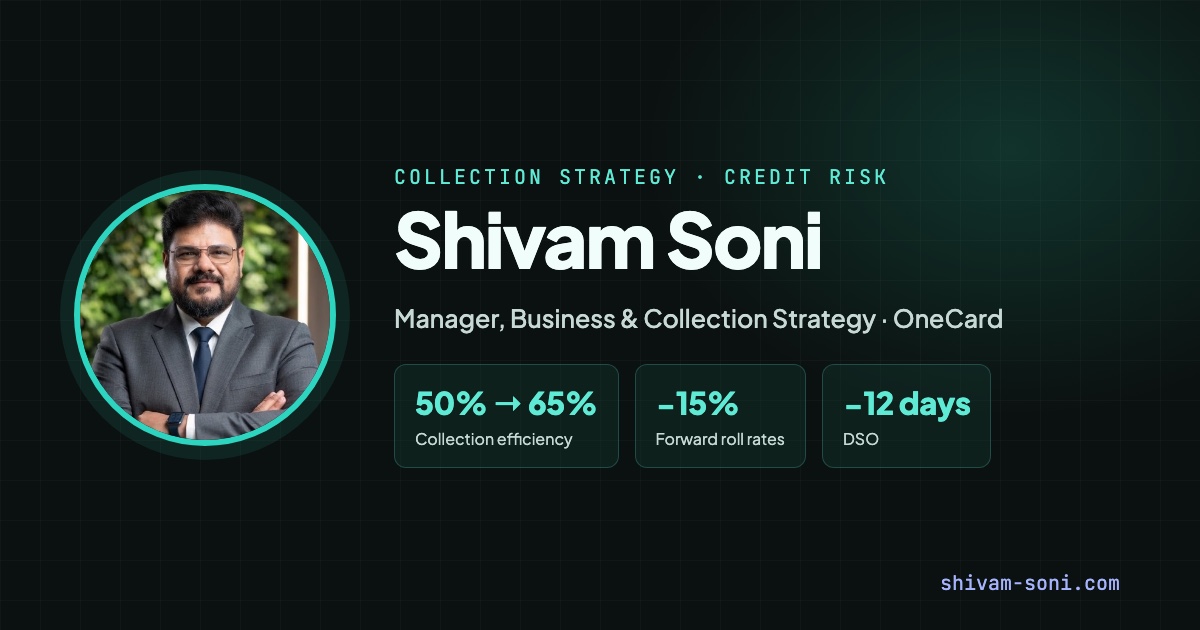 COLLECTION STRATEGY · CREDIT RISK
Shivam Soni
Manager, Business & Collection Strategy · OneCard
50% → 65%
Collection efficiency
−15%
Forward roll rates
−12 days
DSO
shivam-soni.com